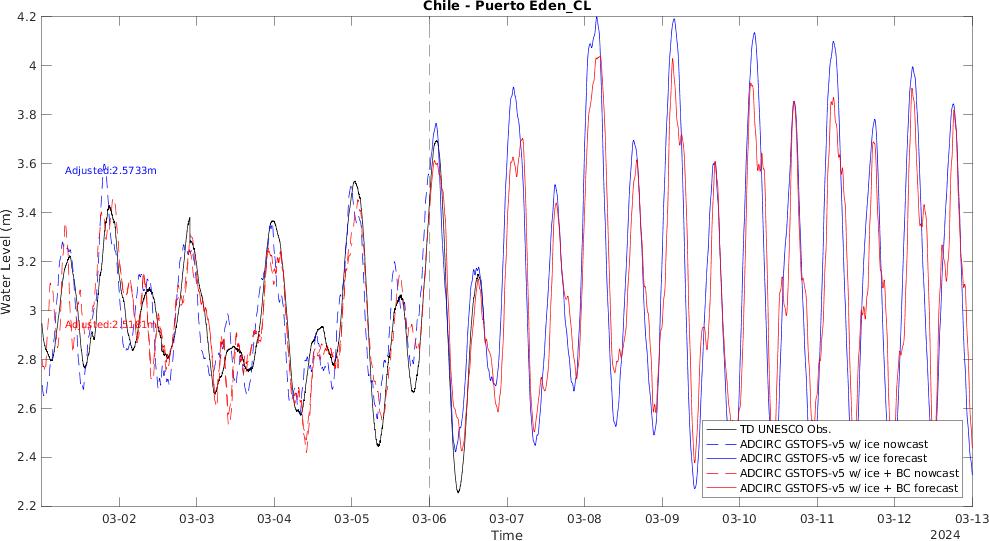 Chile - Puerto Eden_CL
4.2
4
3.8
3.6
3.4
3.2
3
2.8
2.6
2.4
2.2
Water Level (m)
Adjusted:2.5733m
TD UNESCO Obs.
ADCIRC GSTOFS-v5 w/ ice nowcast
ADCIRC GSTOFS-v5 w/ ice forecast
ADCIRC GSTOFS-v5 w/ ice + BC nowcast
ADCIRC GSTOFS-v5 w/ ice + BC forecast
03-02 03-03 03-04 03-05 03-06 03-07 03-08 03-09 03-10 03-11 03-12 03-13
Time
2024